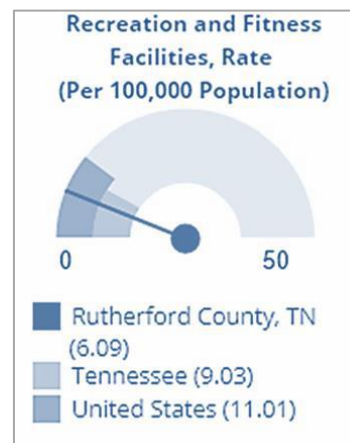 Recreation and Fitness
Facilities, Rate
(Per 100,000 Population)
0 50
Rutherford County, TN
(6.09)
Tennessee (9.03)
United States (11.01)